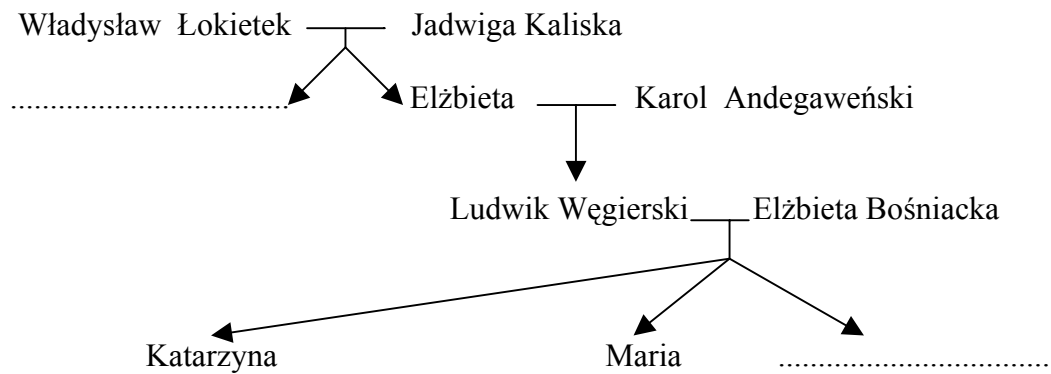 Władysław Łokietek Jadwiga Kaliska
................................... Elżbieta Karol Andegaweński
Ludwik Węgierski Elżbieta Bośniacka
Katarzyna Maria ..................................